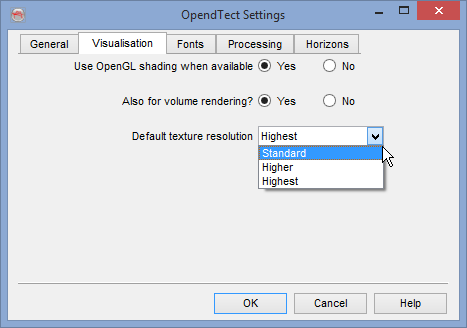 OpendTect Settings
General Visualisation Fonts Processing Horizons
Use OpenGL shading when available Yes No
Also for volume rendering? Yes No
Default texture resolution Highest
Standard
Higher
Highest
OK Cancel Help